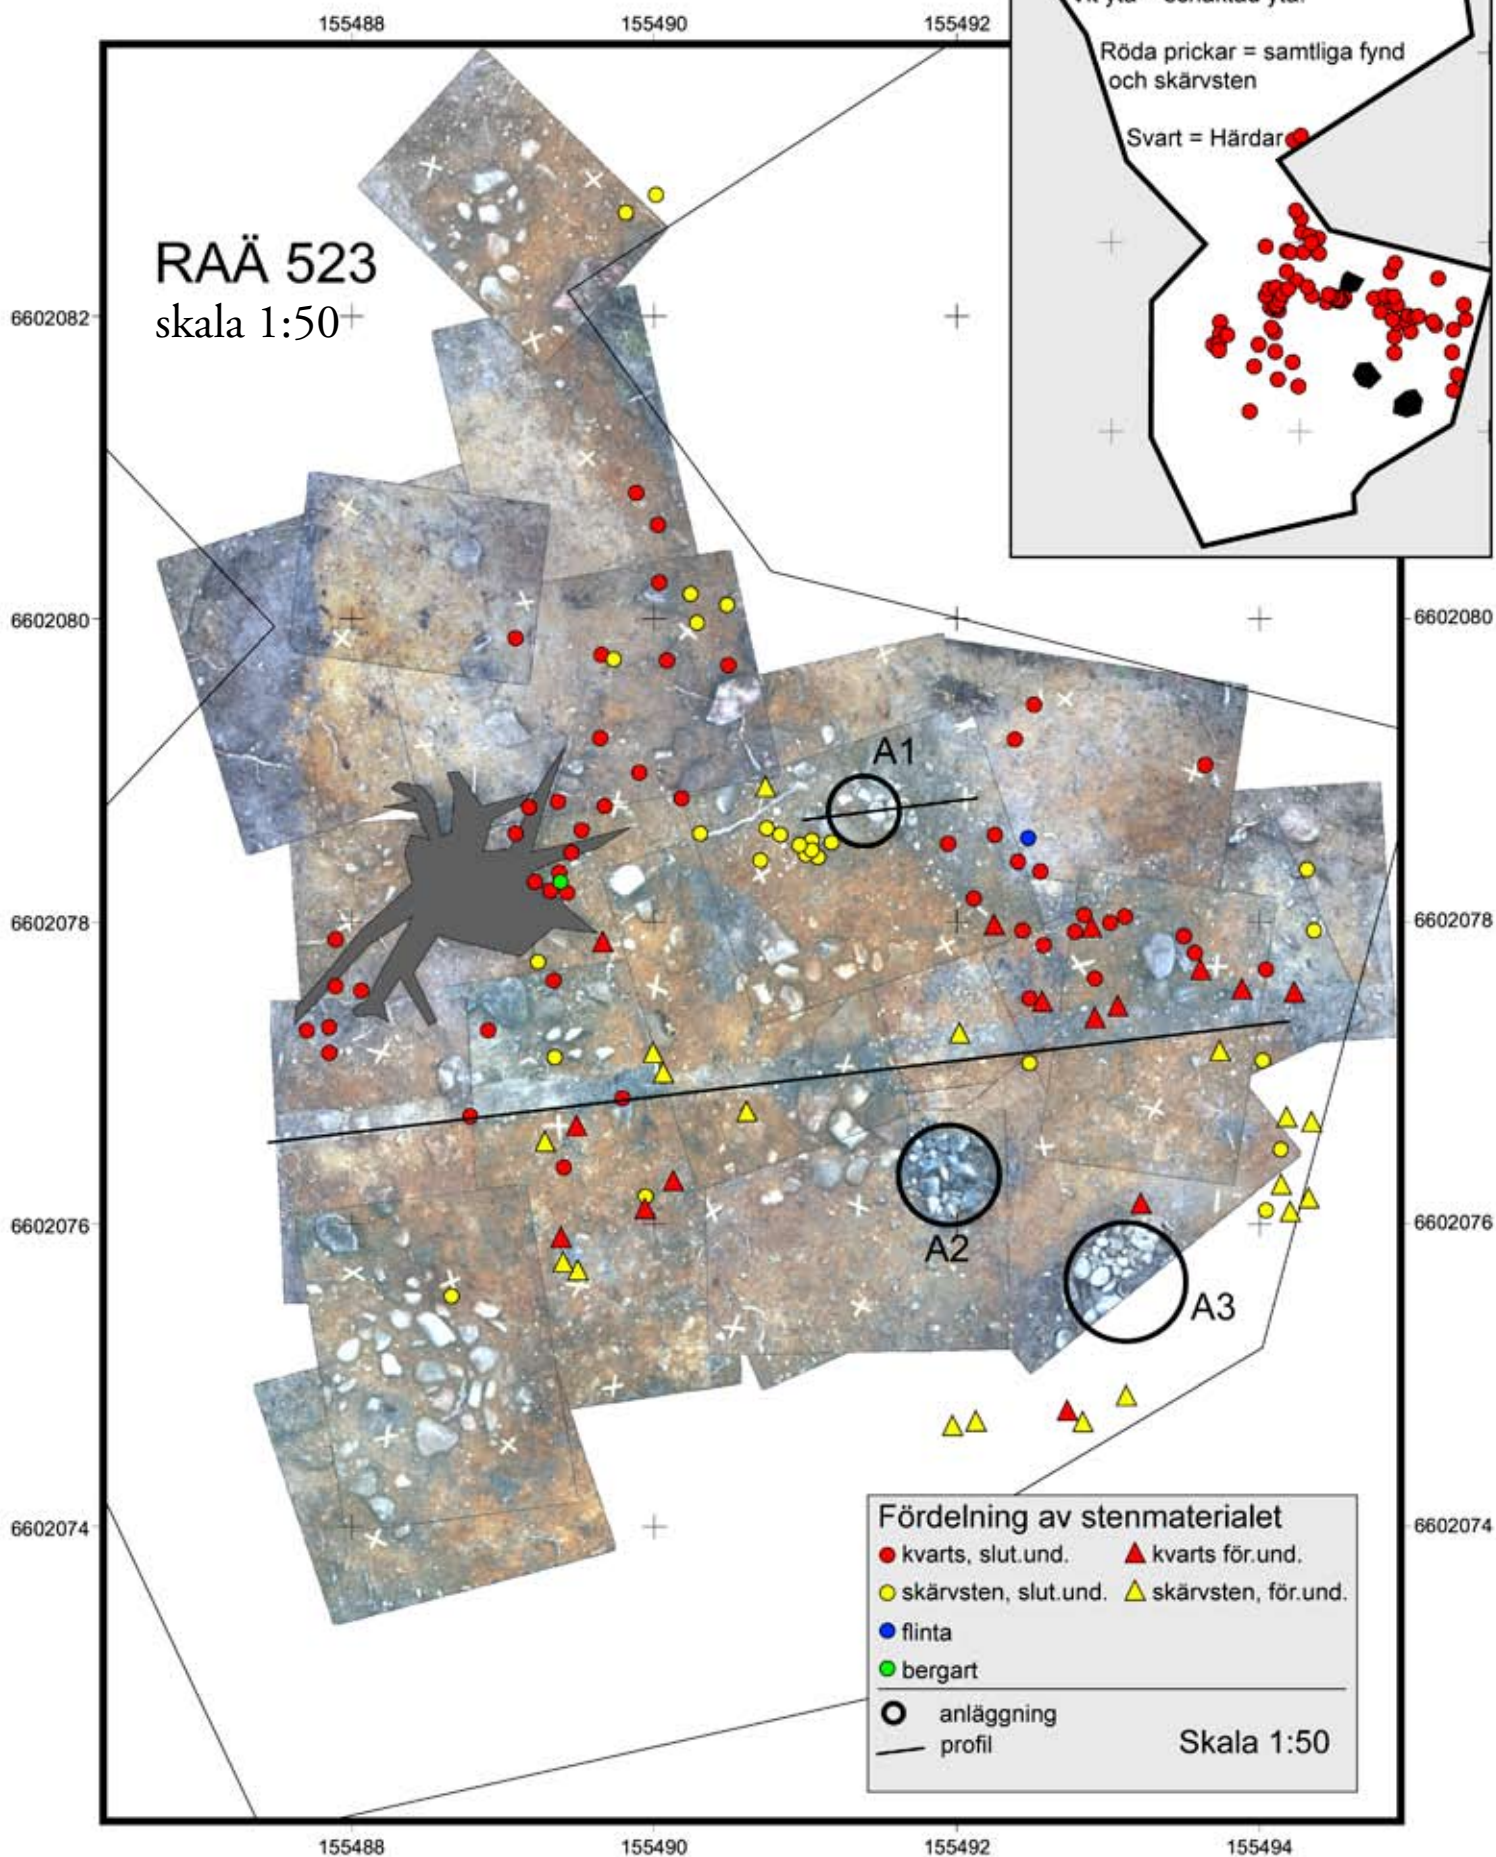 155488 155490 155492
Röda prickar = samtliga fynd
och skärvsten
Svart = Härdar
RAÄ 523
skala 1:50
6602082
6602080 6602080
A1
6602078 6602078
6602076 6602076
A2
A3
6602074 6602074
Fördelning av stenmaterialet
kvarts, slut.und. kvarts för.und.
skärvsten, slut.und. skärvsten, för.und.
flinta
bergart
anläggning
profil
Skala 1:50
155488 155490 155492 155494